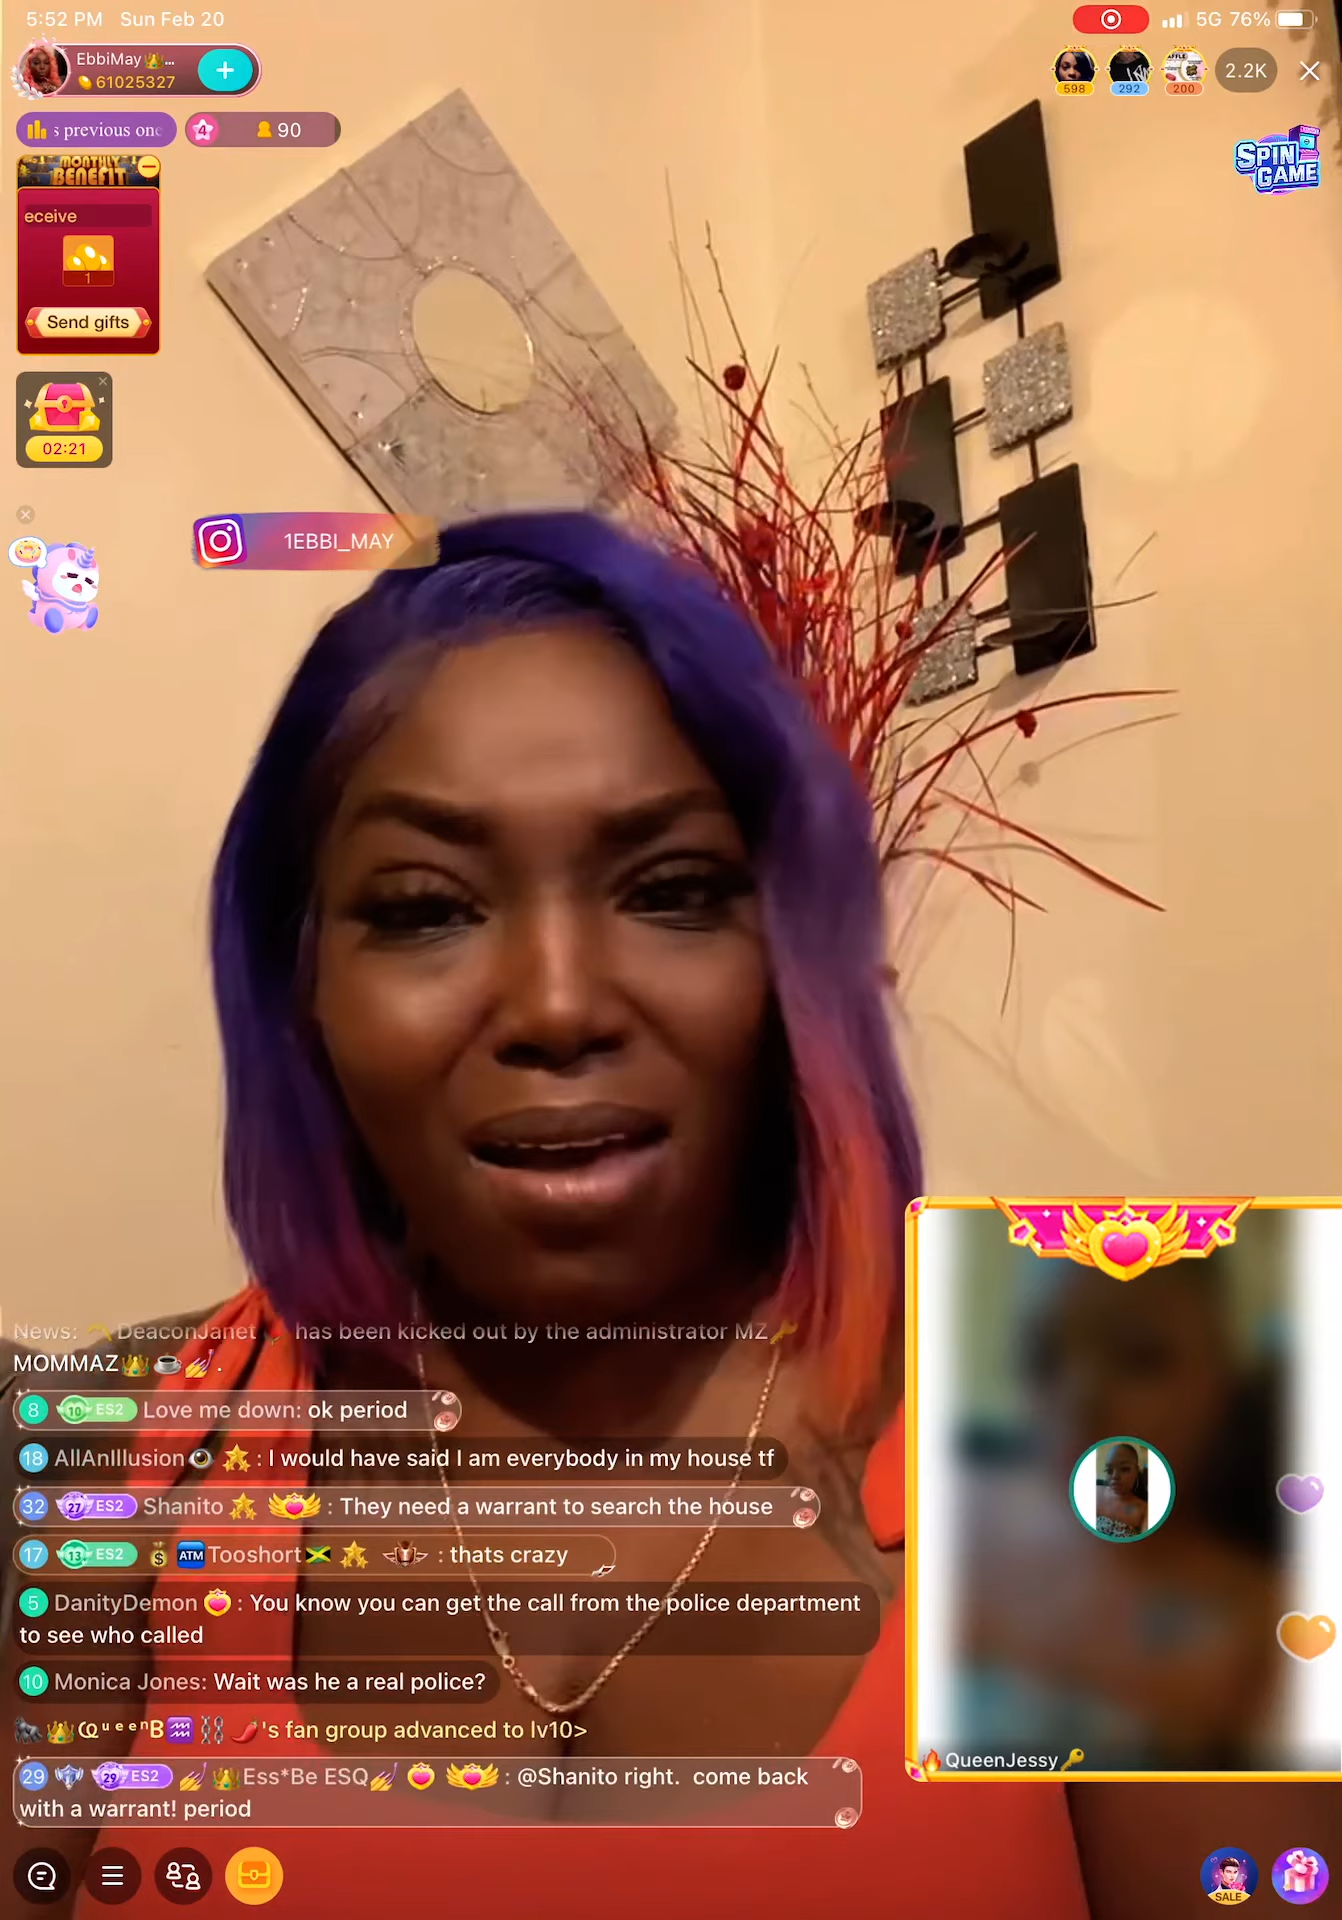 5:52 PM Sun Feb 20
5G 76%
EbbiMay👑...
61025327
598
292
200
2.2K
s previous one
4
90
MONTHLY
BENEFIT
eceive
1
Send gifts
SPIN
GAME
02:21
1EBBI_MAY
News: DeaconJanet has been kicked out by the administrator MZ🔑
MOMMAZ👑☕💅.
8 10 ES2 Love me down: ok period
18 AllAnIllusion👁️ : I would have said I am everybody in my house tf
32 27 ES2 Shanito : They need a warrant to search the house
17 13 ES2 💰🏧Tooshort🇯🇲 : thats crazy
5 DanityDemon : You know you can get the call from the police department
to see who called
10 Monica Jones: Wait was he a real police?
🦍👑QᵘᵉᵉⁿB♒⛓️🌶️'s fan group advanced to lv10>
29 29 ES2 💅👑Ess*Be ESQ💅 : @Shanito right. come back
with a warrant! period
🔥QueenJessy🔑
SALE